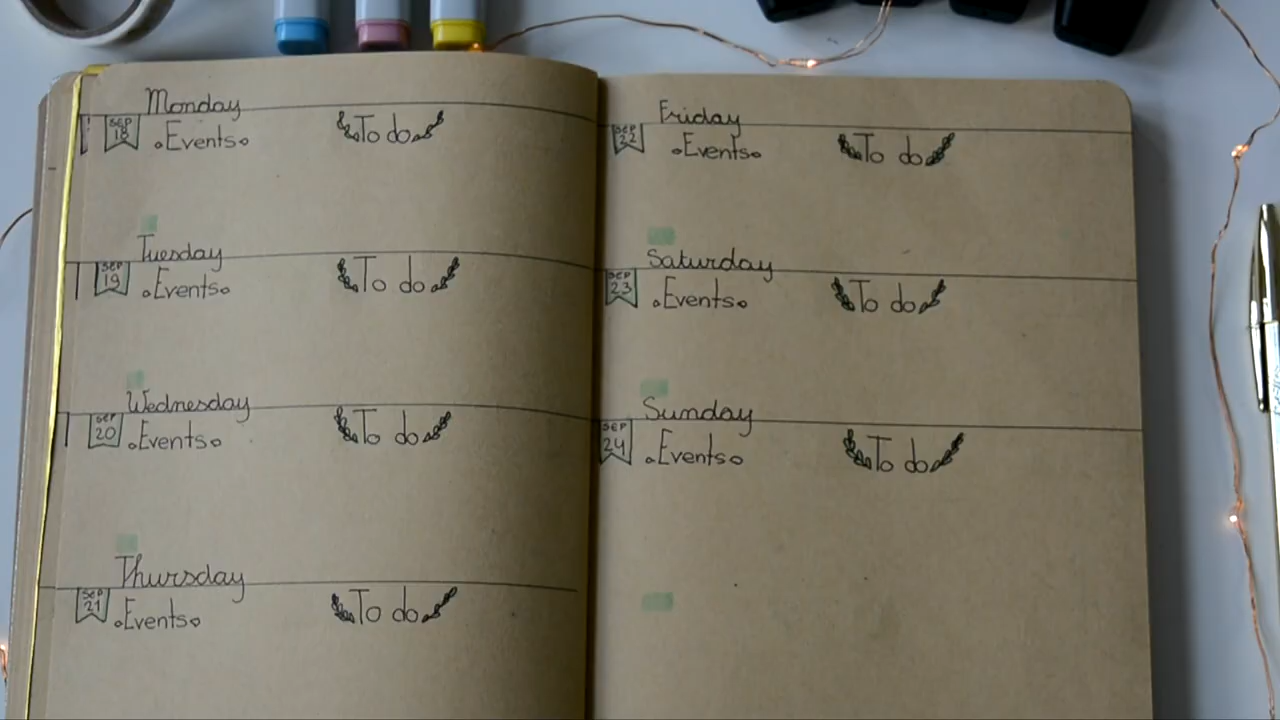 Monday
SEP 18 Events To do
Tuesday
SEP 19 Events To do
Wednesday
SEP 20 Events To do
Thursday
SEP 21 Events To do
Friday
SEP 22 Events To do
Saturday
SEP 23 Events To do
Sunday
SEP 24 Events To do